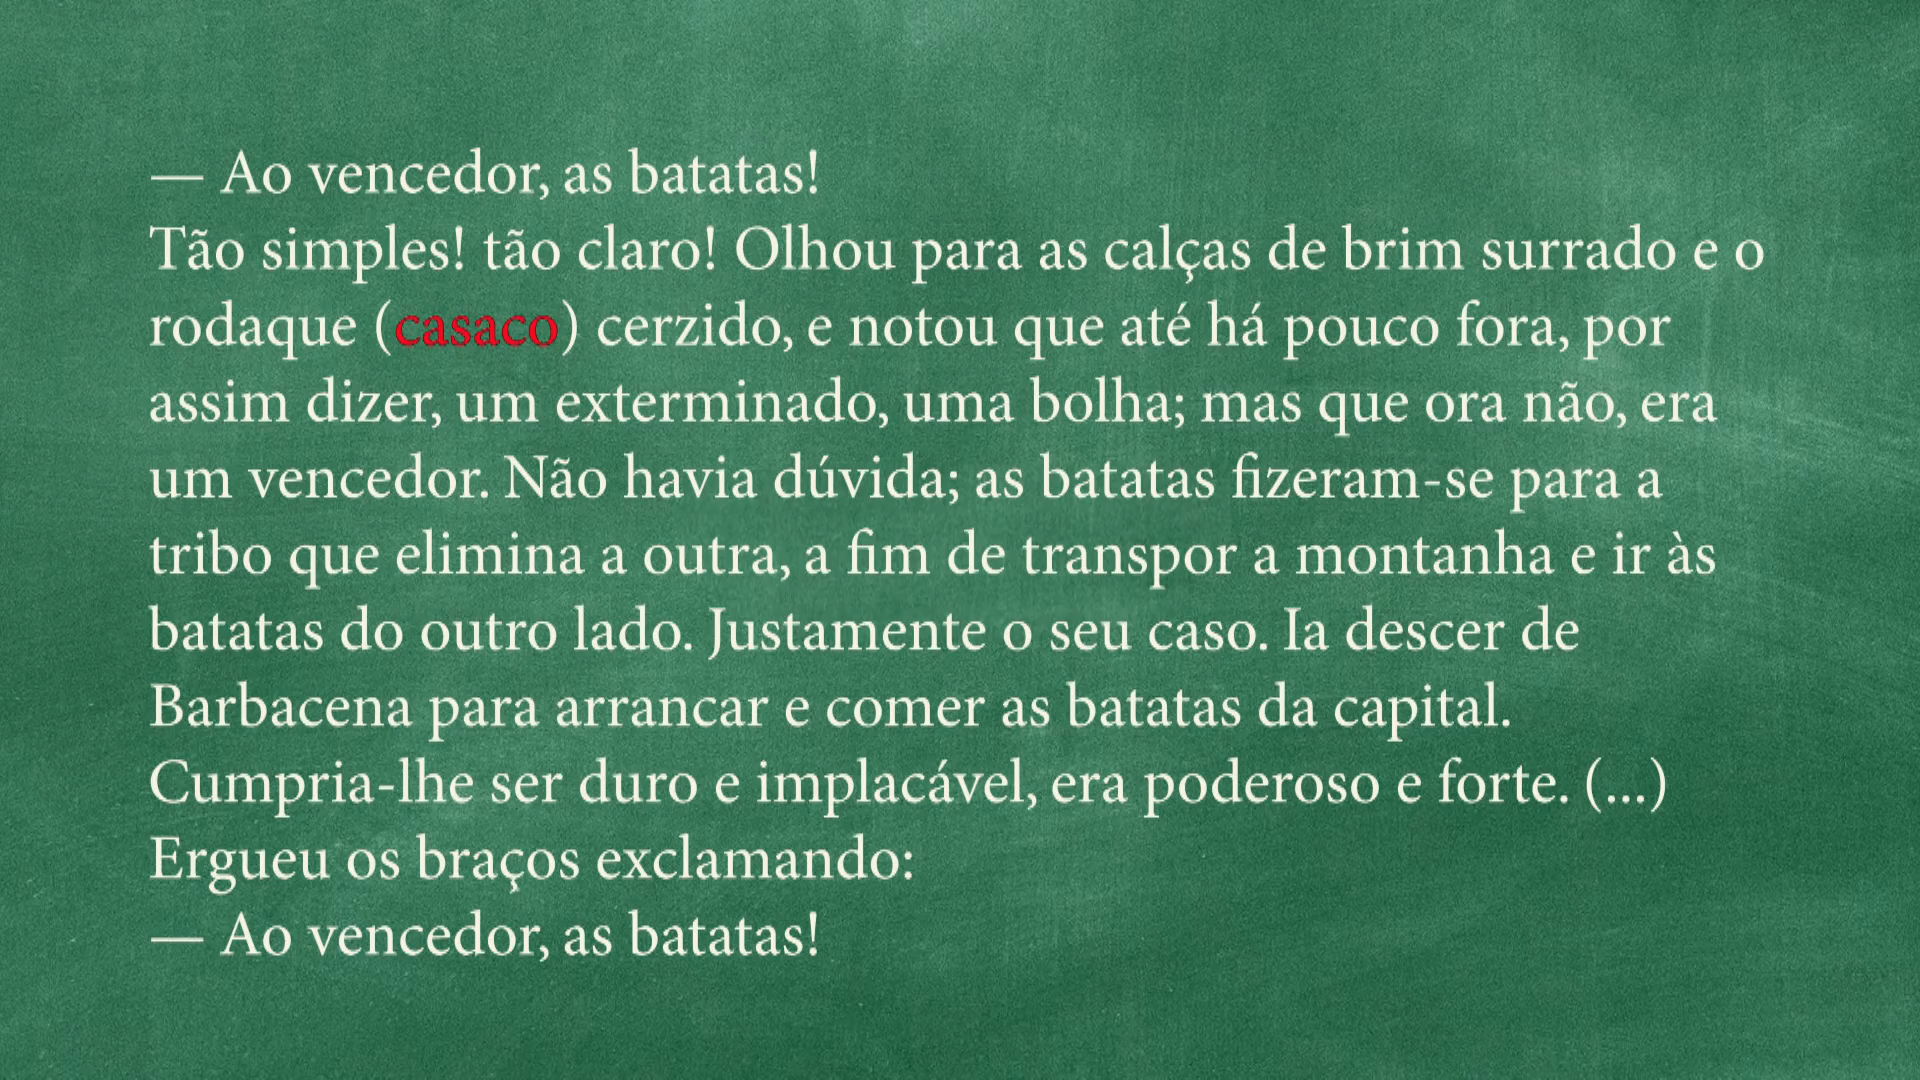 — Ao vencedor, as batatas!
Tão simples! tão claro! Olhou para as calças de brim surrado e o
rodaque (casaco) cerzido, e notou que até há pouco fora, por
assim dizer, um exterminado, uma bolha; mas que ora não, era
um vencedor. Não havia dúvida; as batatas fizeram-se para a
tribo que elimina a outra, a fim de transpor a montanha e ir às
batatas do outro lado. Justamente o seu caso. Ia descer de
Barbacena para arrancar e comer as batatas da capital.
Cumpria-lhe ser duro e implacável, era poderoso e forte. (...)
Ergueu os braços exclamando:
— Ao vencedor, as batatas!